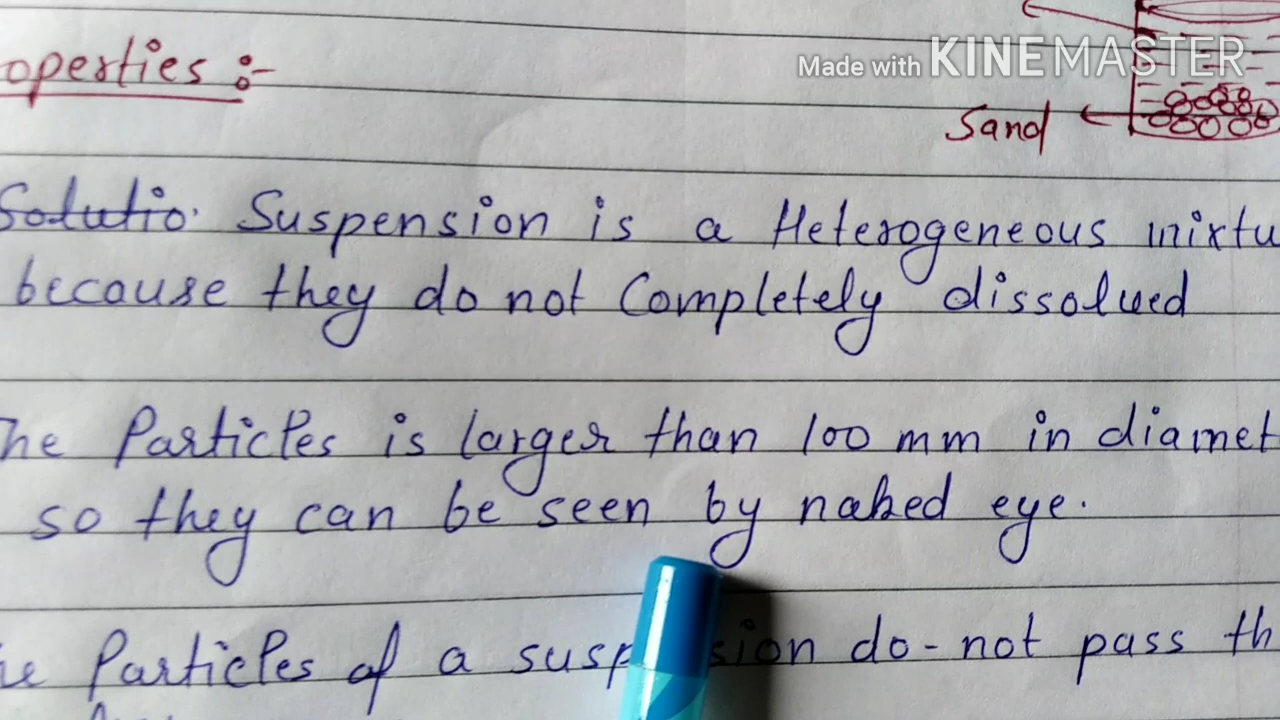 Made with KINEMASTER
operties :-
Sand
Solutio. Suspension is a Heterogeneous mixtu
because they do not Completely dissolved
he Particles is larger than 100 mm in diamet
so they can be seen by naked eye.
he Particles of a susp sion do-not pass th